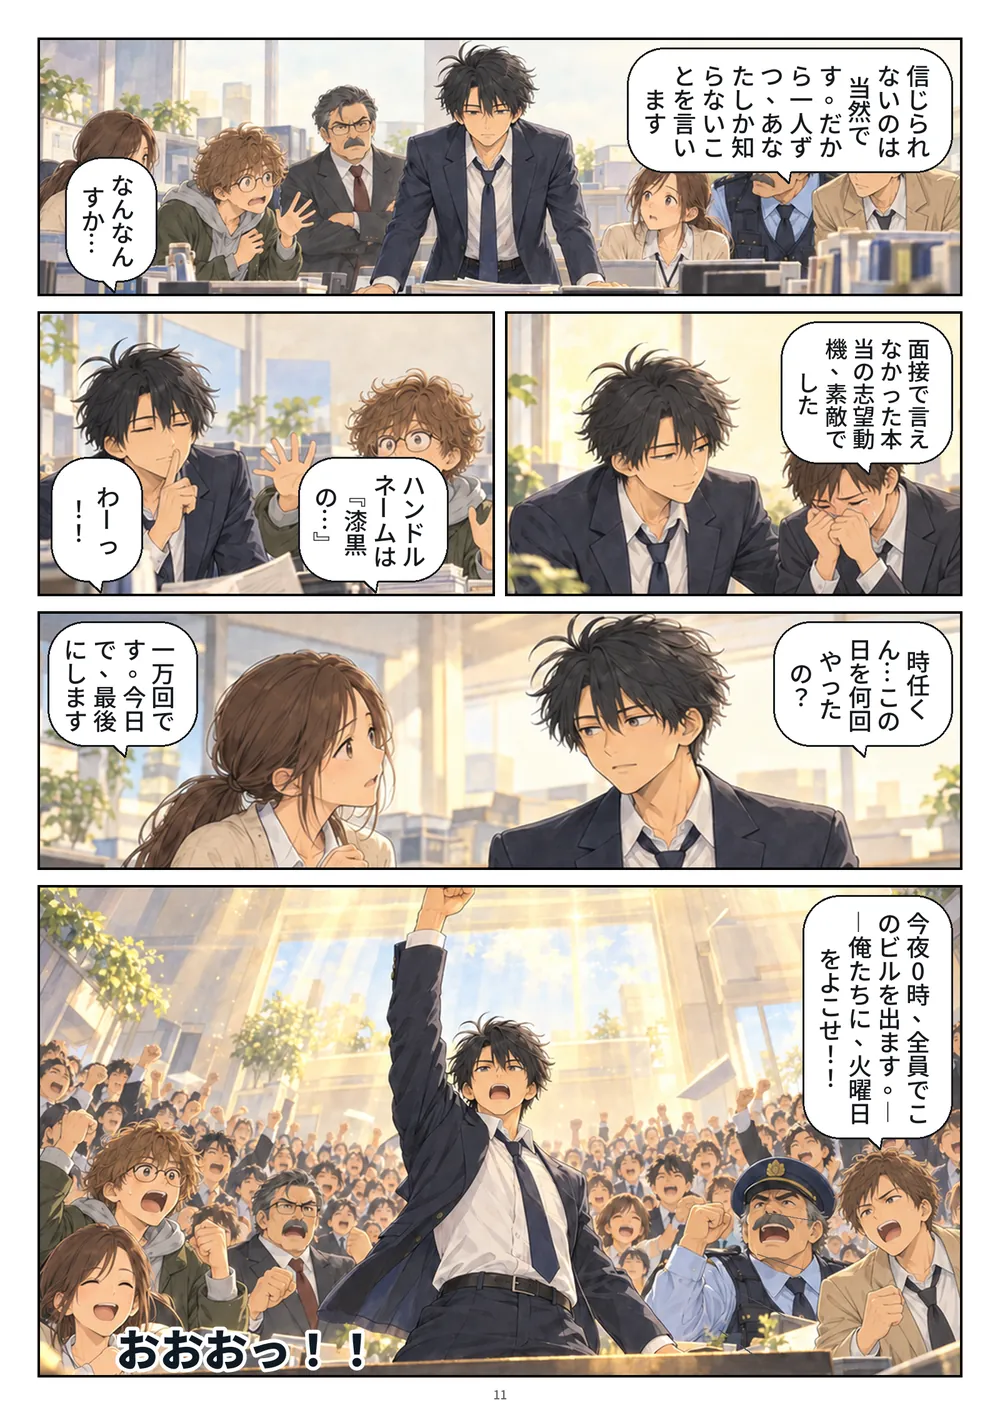 信じられ
ないのは
当然で
す。だか
ら一人ず
つ、あな
たしか知
らないこ
とを言い
ます
なんなん
すか…
ハンドル
ネームは
『漆黒
の…』
わーっ
！！
面接で言え
なかった本
当の志望動
機、素敵で
した
時任く
ん…この
日を何回
やった
の？
一万回で
す。今日
で、最後
にします
今夜0時、全員でこ
のビルを出ます。―
―俺たちに、火曜日
をよこせ！！
おおおっ！！
11